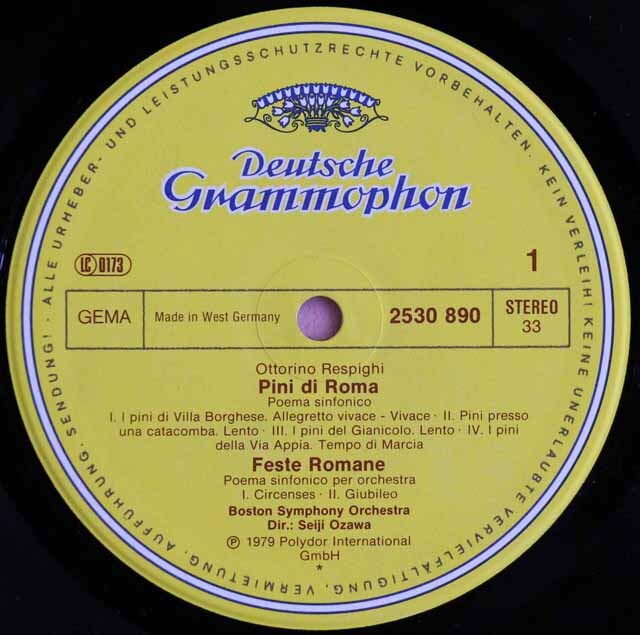 · ALLE URHEBER- UND LEISTUNGSSCHUTZRECHTE VORBEHALTEN. KEIN VERLEIH! KEINE UNERLAUBTE VERVIELFÄLTIGUNG, VERMIETUNG, AUFFÜHRUNG, SENDUNG!
Deutsche
Grammophon
LC 0173
1
GEMA
Made in West Germany
2530 890
STEREO
33
Ottorino Respighi
Pini di Roma
Poema sinfonico
I. I pini di Villa Borghese. Allegretto vivace - Vivace · II. Pini presso
una catacomba. Lento · III. I pini del Gianicolo. Lento · IV. I pini
della Via Appia. Tempo di Marcia
Feste Romane
Poema sinfonico per orchestra
I. Circenses · II. Giubileo
Boston Symphony Orchestra
Dir.: Seiji Ozawa
℗ 1979 Polydor International
GmbH
*